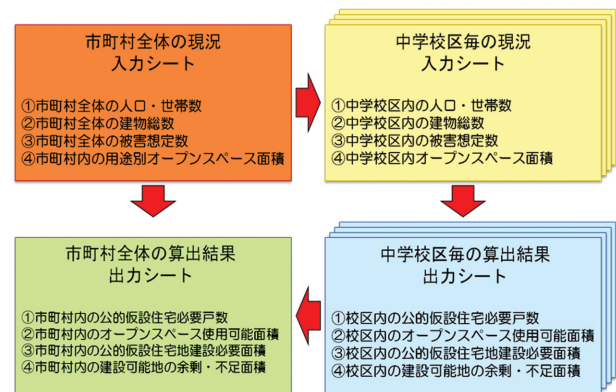 市町村全体の現況
入力シート
①市町村全体の人口・世帯数
②市町村全体の建物総数
③市町村全体の被害想定数
④市町村内の用途別オープンスペース面積
中学校区毎の現況
入力シート
①中学校区内の人口・世帯数
②中学校区内の建物総数
③中学校区内の被害想定数
④中学校区内オープンスペース面積
市町村全体の算出結果
出力シート
①市町村内の公的仮設住宅必要戸数
②市町村内のオープンスペース使用可能面積
③市町村内の公的仮設住宅地建設必要面積
④市町村内の建設可能地の余剰・不足面積
中学校区毎の算出結果
出力シート
①校区内の公的仮設住宅必要戸数
②校区内のオープンスペース使用可能面積
③校区内の公的仮設住宅地建設必要面積
④校区内の建設可能地の余剰・不足面積